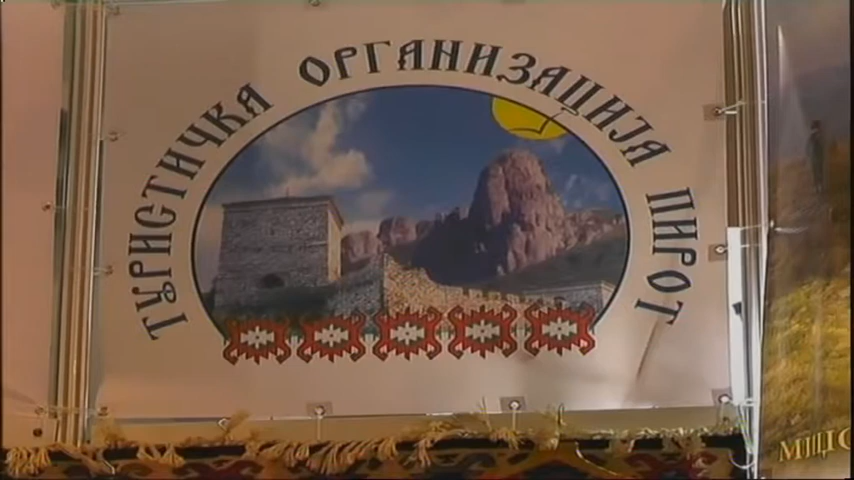 ТУРИСТИЧКА ОРГАНИЗАЦИЈА ПИРОТ